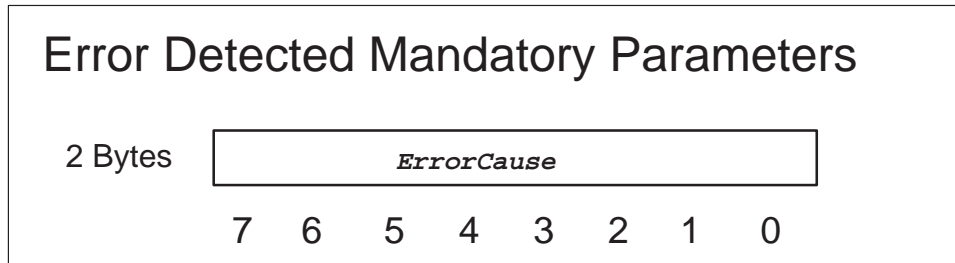 Error Detected Mandatory Parameters
2 Bytes ErrorCause
7 6 5 4 3 2 1 0